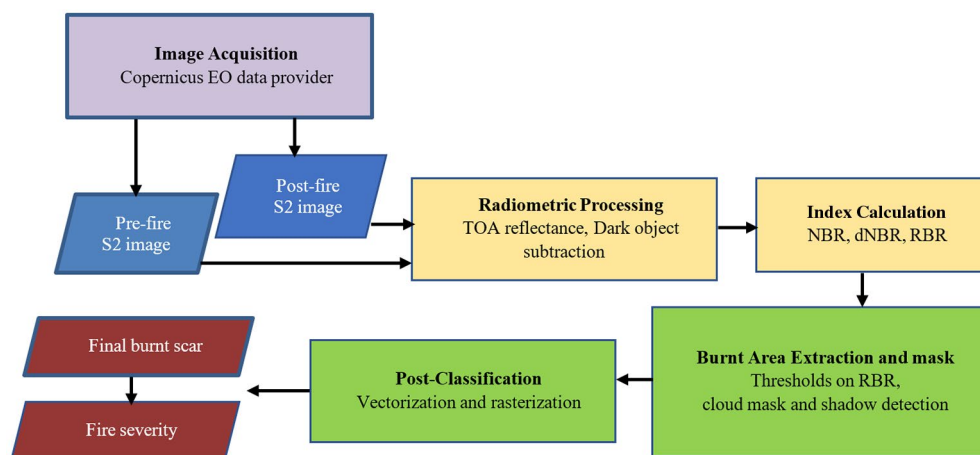 Image Acquisition
Copernicus EO data provider
Post-fire
S2 image
Pre-fire
S2 image
Radiometric Processing
TOA reflectance, Dark object
subtraction
Index Calculation
NBR, dNBR, RBR
Burnt Area Extraction and mask
Thresholds on RBR,
cloud mask and shadow detection
Post-Classification
Vectorization and rasterization
Final burnt scar
Fire severity